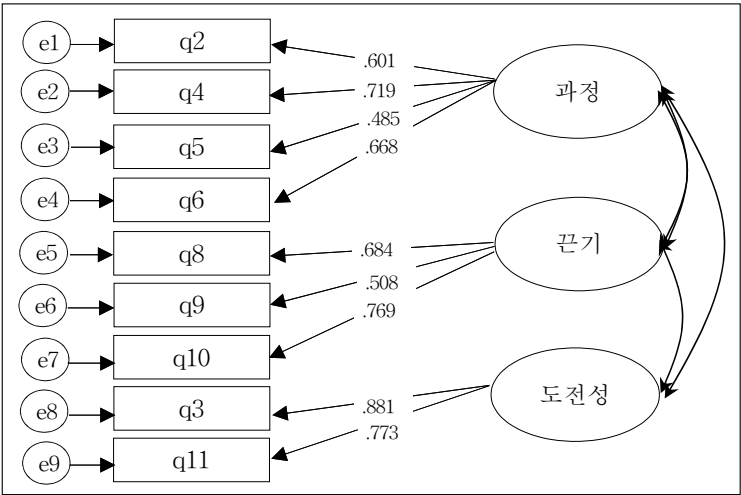 e1 q2
.601
e2 q4
.719
과정
e3 q5
.485
e4 q6
.668
e5 q8
.684
끈기
e6 q9
.508
e7 q10
.769
e8 q3
.881
도전성
e9 q11
.773